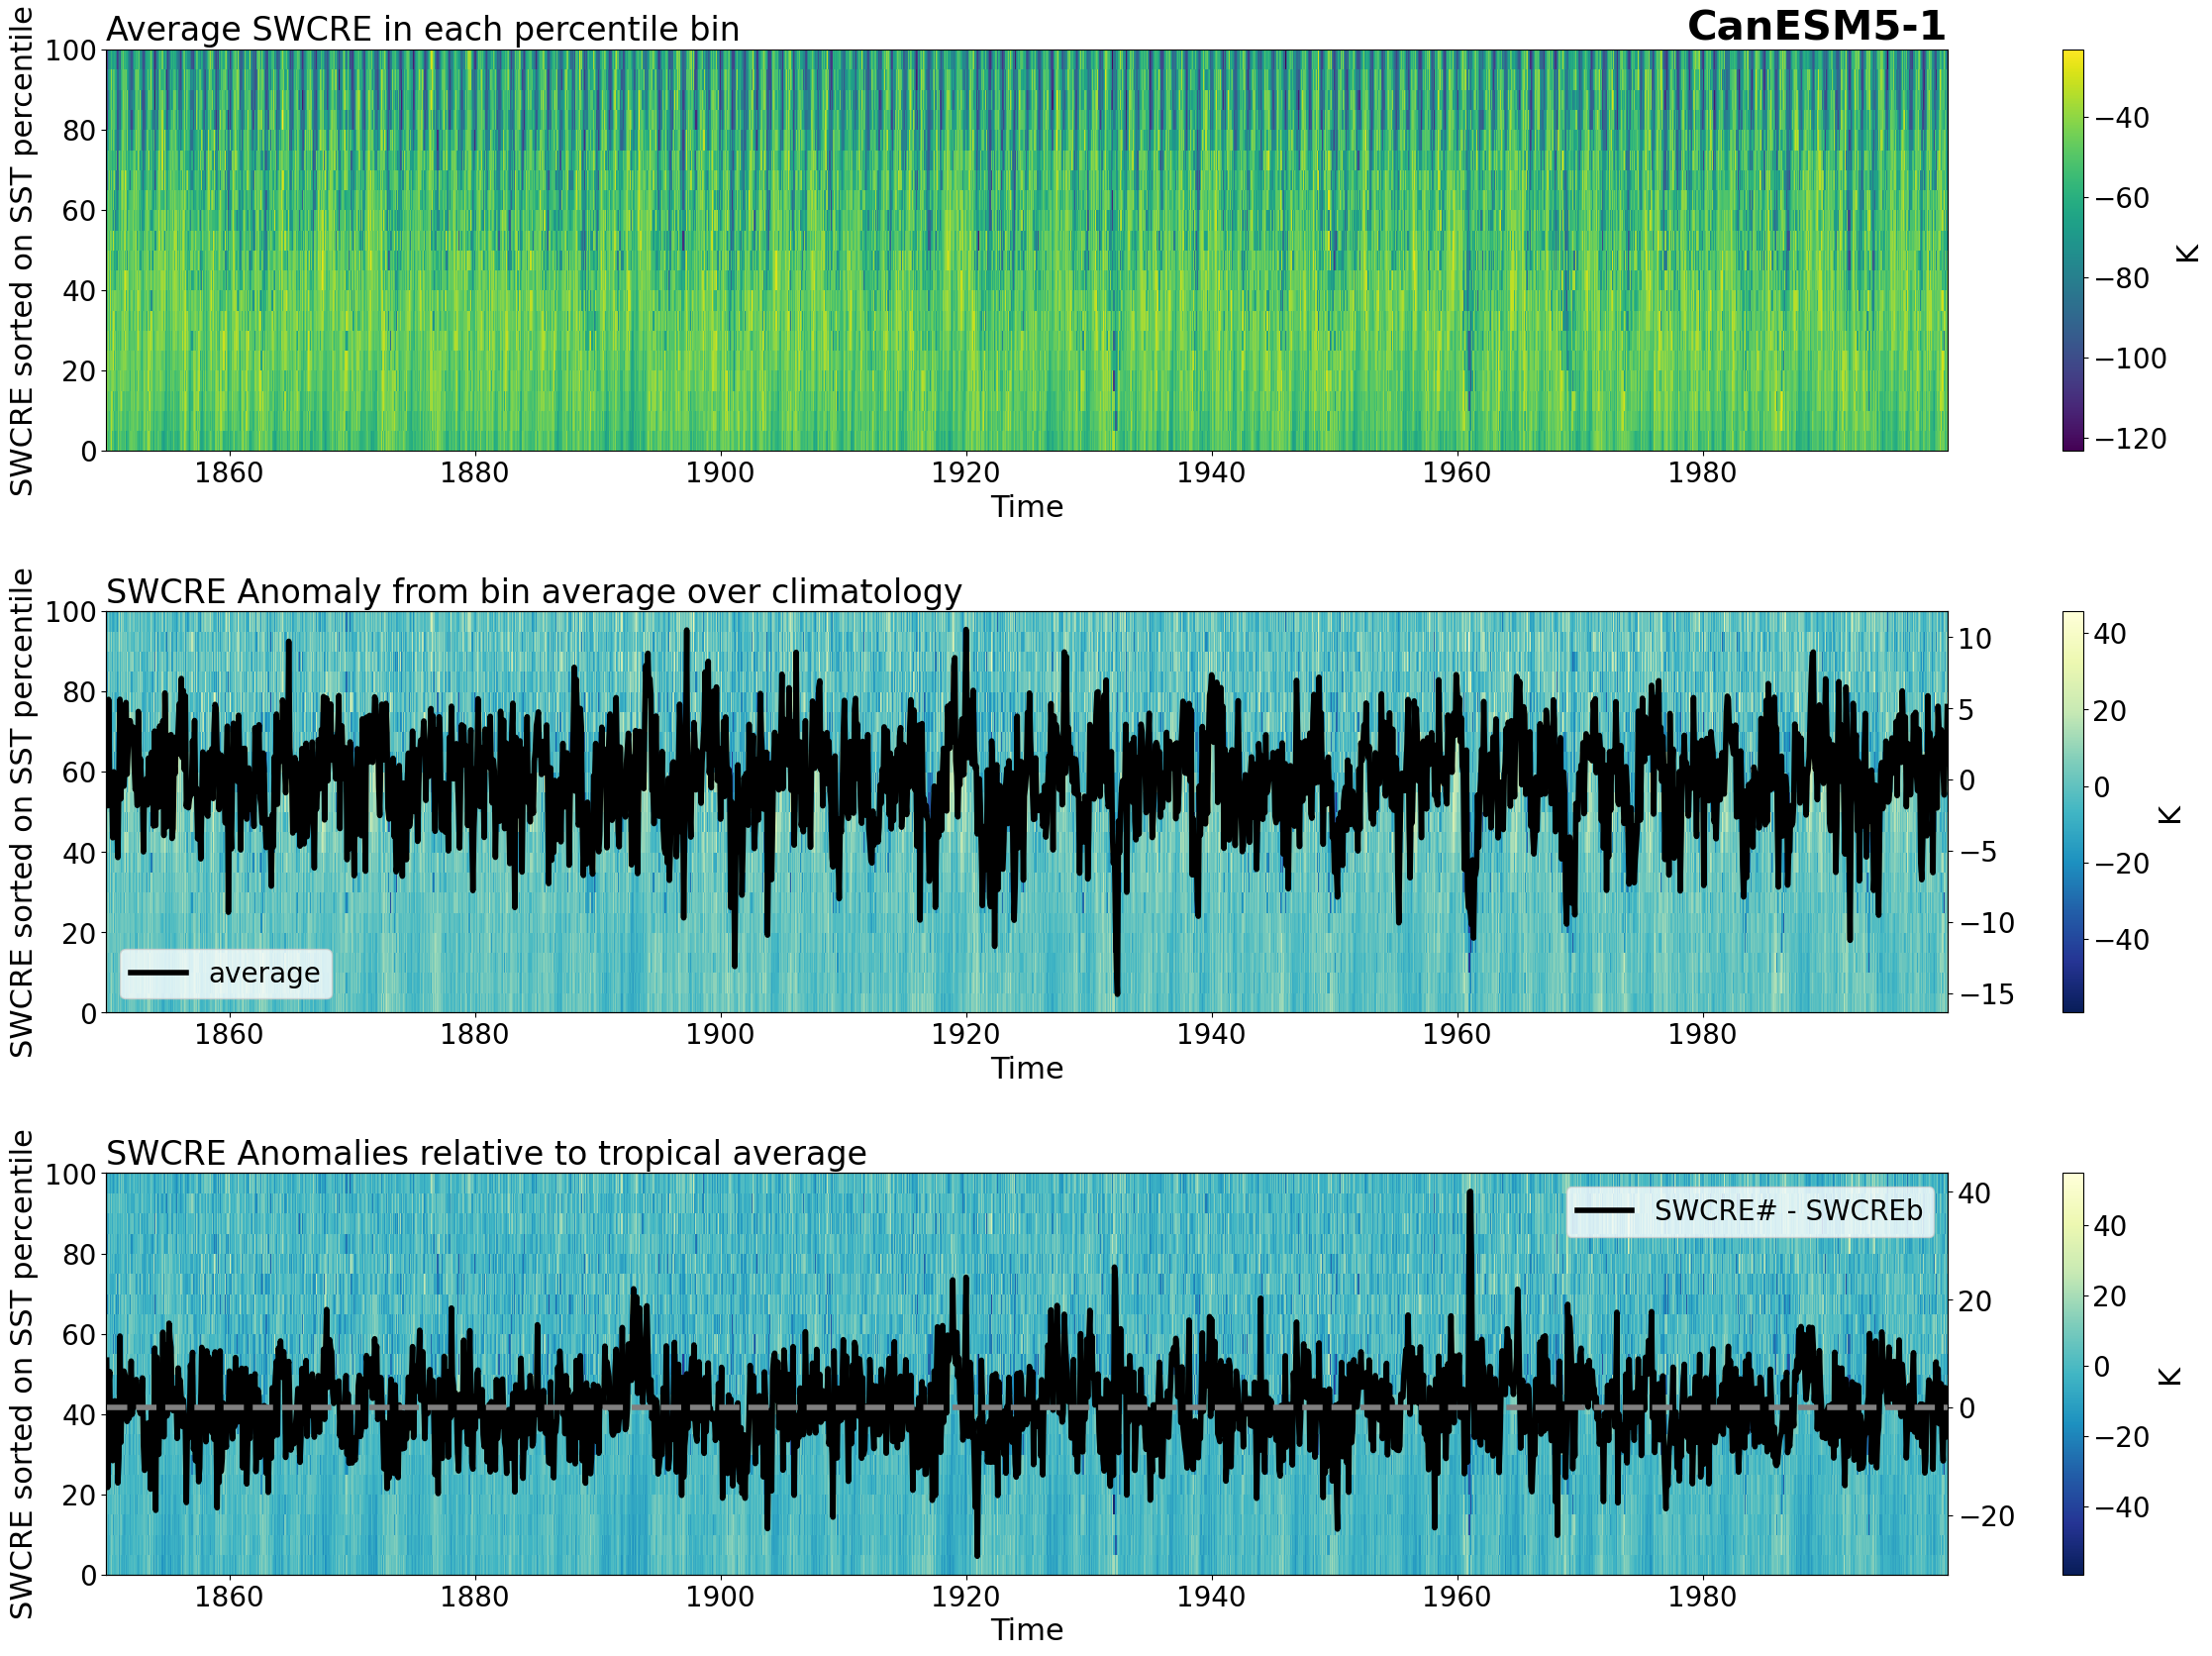 Average SWCRE in each percentile bin
CanESM5-1
SWCRE sorted on SST percentile
100
80
60
40
20
0
1860 1880 1900 1920 1940 1960 1980
Time
−40
−60
−80
−100
−120
K
SWCRE Anomaly from bin average over climatology
SWCRE sorted on SST percentile
100
80
60
40
20
0
average
1860 1880 1900 1920 1940 1960 1980
Time
10
5
0
−5
−10
−15
40
20
0
−20
−40
K
SWCRE Anomalies relative to tropical average
SWCRE sorted on SST percentile
100
80
60
40
20
0
SWCRE# - SWCREb
1860 1880 1900 1920 1940 1960 1980
Time
40
20
0
−20
40
20
0
−20
−40
K